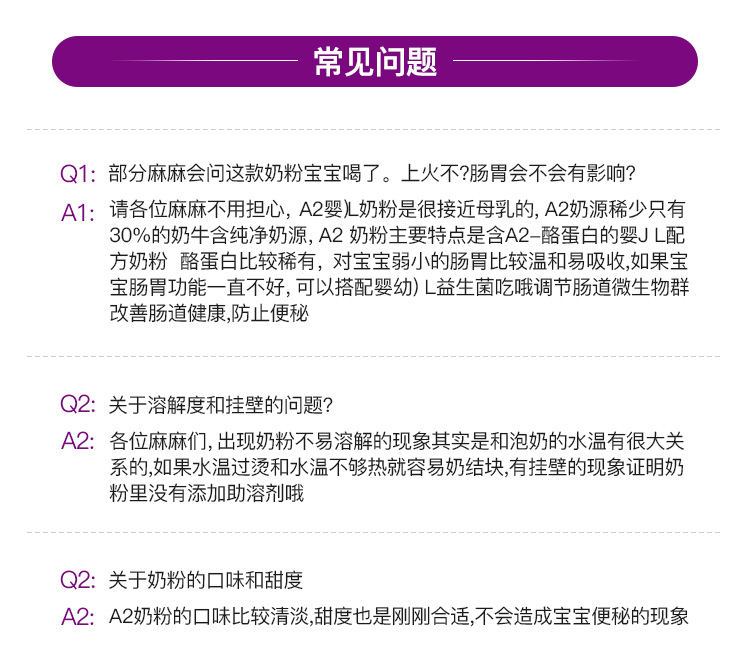 常见问题
Q1: 部分麻麻会问这款奶粉宝宝喝了。上火不?肠胃会不会有影响?
A1: 请各位麻麻不用担心, A2婴)L奶粉是很接近母乳的, A2奶源稀少只有
30%的奶牛含纯净奶源, A2 奶粉主要特点是含A2-酪蛋白的婴J L配
方奶粉 酪蛋白比较稀有, 对宝宝弱小的肠胃比较温和易吸收,如果宝
宝肠胃功能一直不好, 可以搭配婴幼) L益生菌吃哦调节肠道微生物群
改善肠道健康,防止便秘
Q2: 关于溶解度和挂壁的问题?
A2: 各位麻麻们, 出现奶粉不易溶解的现象其实是和泡奶的水温有很大关
系的,如果水温过烫和水温不够热就容易奶结块,有挂壁的现象证明奶
粉里没有添加助溶剂哦
Q2: 关于奶粉的口味和甜度
A2: A2奶粉的口味比较清淡,甜度也是刚刚合适,不会造成宝宝便秘的现象